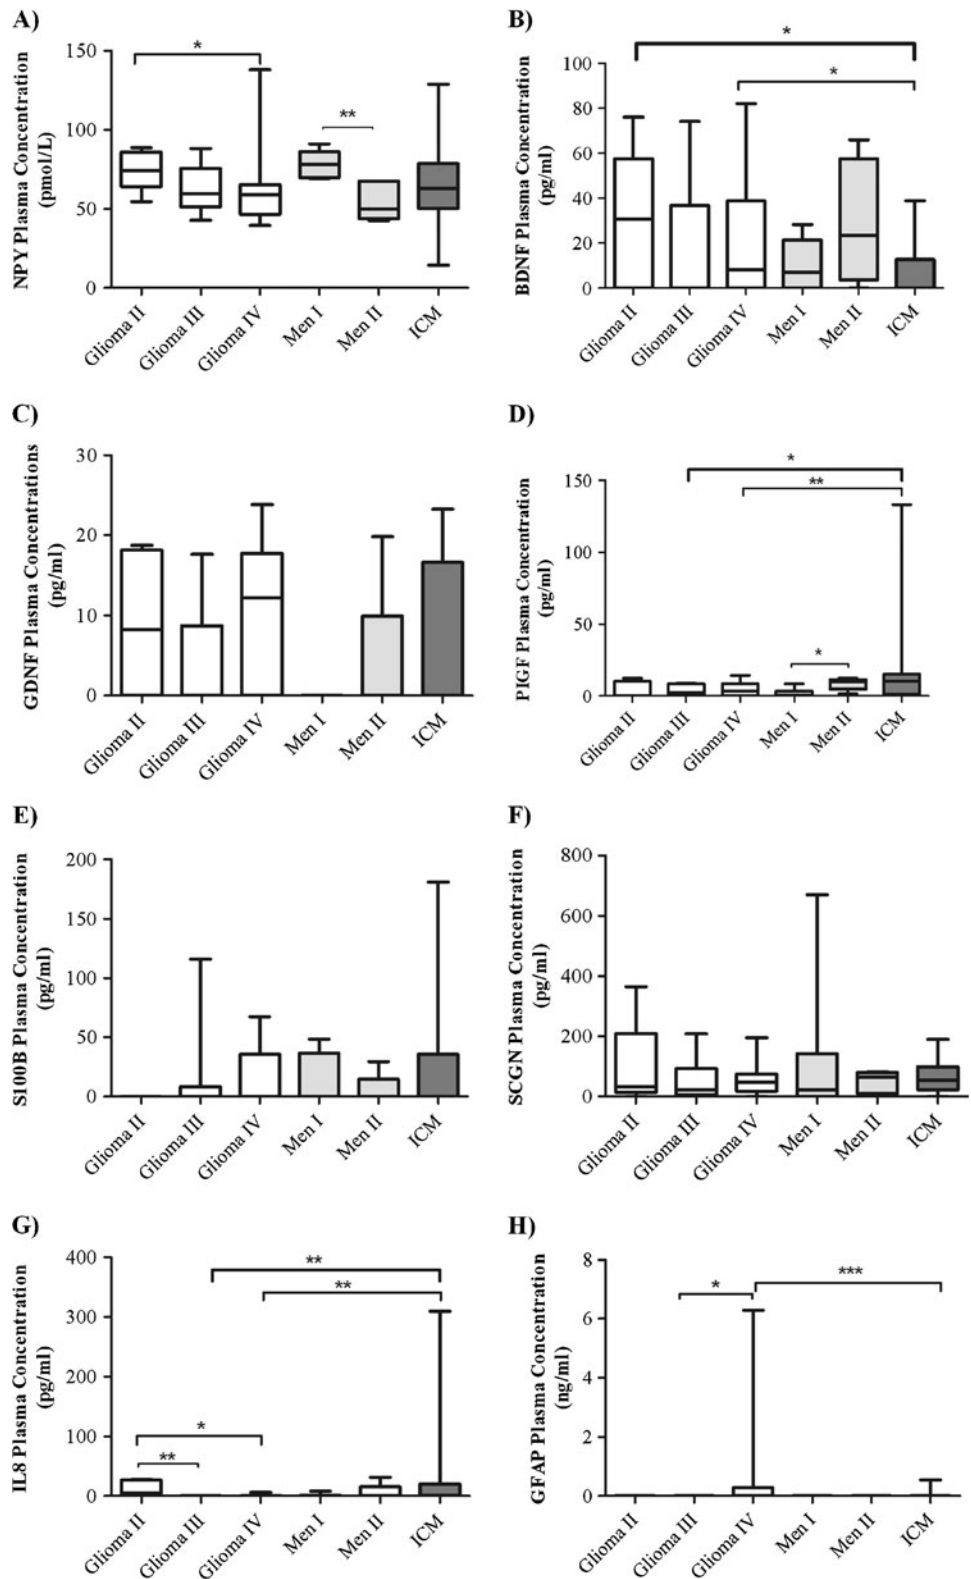 A)
NPY Plasma Concentration
(pmol/L)
150
100
50
0
*
**
Glioma II
Glioma III
Glioma IV
Men I
Men II
ICM
B)
BDNF Plasma Concentration
(pg/ml)
100
80
60
40
20
0
*
*
Glioma II
Glioma III
Glioma IV
Men I
Men II
ICM
C)
GDNF Plasma Concentrations
(pg/ml)
30
20
10
0
Glioma II
Glioma III
Glioma IV
Men I
Men II
ICM
D)
PIGF Plasma Concentration
(pg/ml)
150
100
50
0
*
**
*
Glioma II
Glioma III
Glioma IV
Men I
Men II
ICM
E)
S100B Plasma Concentration
(pg/ml)
200
150
100
50
0
Glioma II
Glioma III
Glioma IV
Men I
Men II
ICM
F)
SCGN Plasma Concentration
(pg/ml)
800
600
400
200
0
Glioma II
Glioma III
Glioma IV
Men I
Men II
ICM
G)
IL8 Plasma Concentration
(pg/ml)
400
300
200
100
0
**
**
*
**
Glioma II
Glioma III
Glioma IV
Men I
Men II
ICM
H)
GFAP Plasma Concentration
(ng/ml)
8
6
4
2
0
*
***
Glioma II
Glioma III
Glioma IV
Men I
Men II
ICM